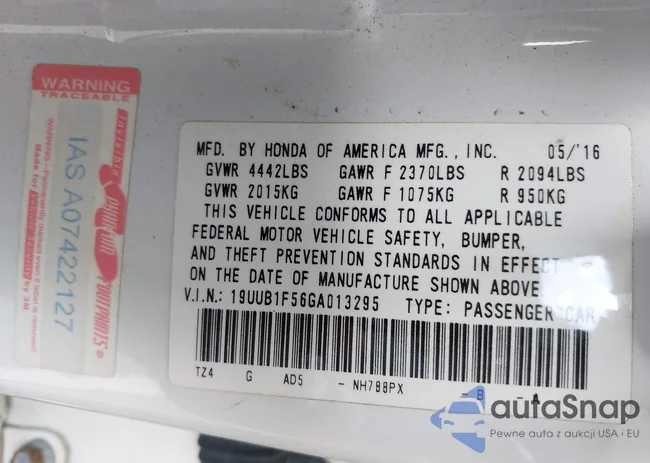 WARNING
TRACEABLE
IAS A07422127
Invisible
MFD. BY HONDA OF AMERICA MFG., INC. 05/'16
GVWR 4442LBS GAWR F 2370LBS R 2094LBS
GVWR 2015KG GAWR F 1075KG R 950KG
THIS VEHICLE CONFORMS TO ALL APPLICABLE
FEDERAL MOTOR VEHICLE SAFETY, BUMPER,
AND THEFT PREVENTION STANDARDS IN EFFECT
ON THE DATE OF MANUFACTURE SHOWN ABOVE
V.I.N.: 19UUB1F56GA013295 TYPE: PASSENGER CAR
TZ4 G AD5 - NH788PX - B A
autaSnap
Pewne auta z aukcji USA i EU